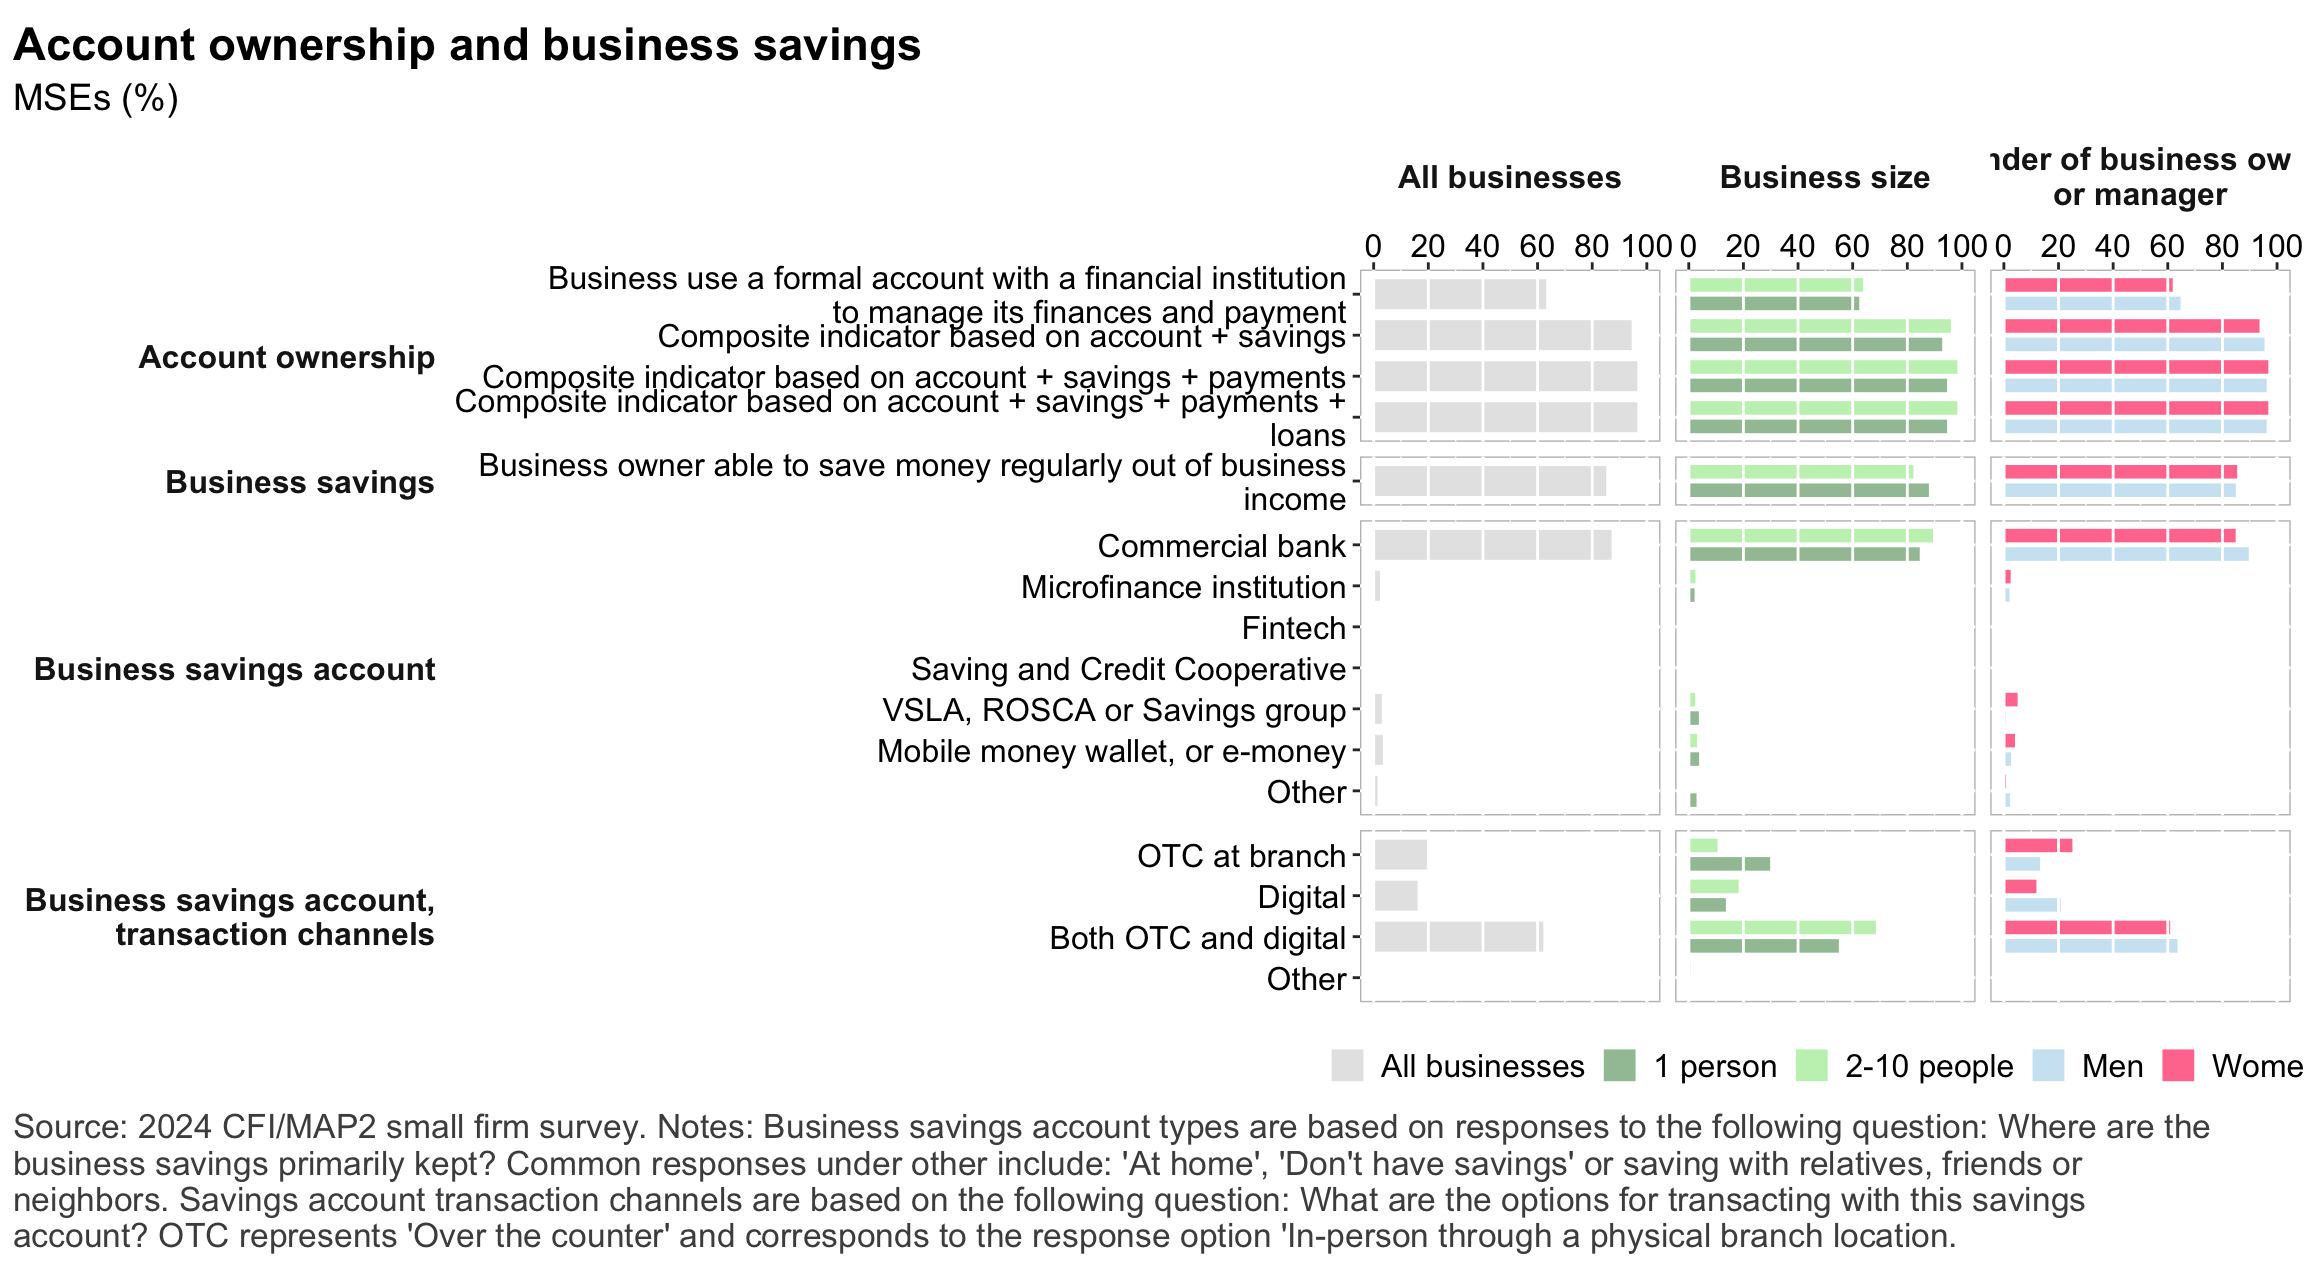 Account ownership and business savings
MSEs (%)
All businesses
Business size
nder of business ow
or manager
0 20 40 60 80 100 0 20 40 60 80 100 0 20 40 60 80 100
Account ownership
Business use a formal account with a financial institution
to manage its finances and payment
Composite indicator based on account + savings
Composite indicator based on account + savings + payments
Composite indicator based on account + savings + payments +
loans
Business savings
Business owner able to save money regularly out of business
income
Business savings account
Commercial bank
Microfinance institution
Fintech
Saving and Credit Cooperative
VSLA, ROSCA or Savings group
Mobile money wallet, or e-money
Other
Business savings account,
transaction channels
OTC at branch
Digital
Both OTC and digital
Other
All businesses 1 person 2-10 people Men Wome
Source: 2024 CFI/MAP2 small firm survey. Notes: Business savings account types are based on responses to the following question: Where are the
business savings primarily kept? Common responses under other include: 'At home', 'Don't have savings' or saving with relatives, friends or
neighbors. Savings account transaction channels are based on the following question: What are the options for transacting with this savings
account? OTC represents 'Over the counter' and corresponds to the response option 'In-person through a physical branch location.